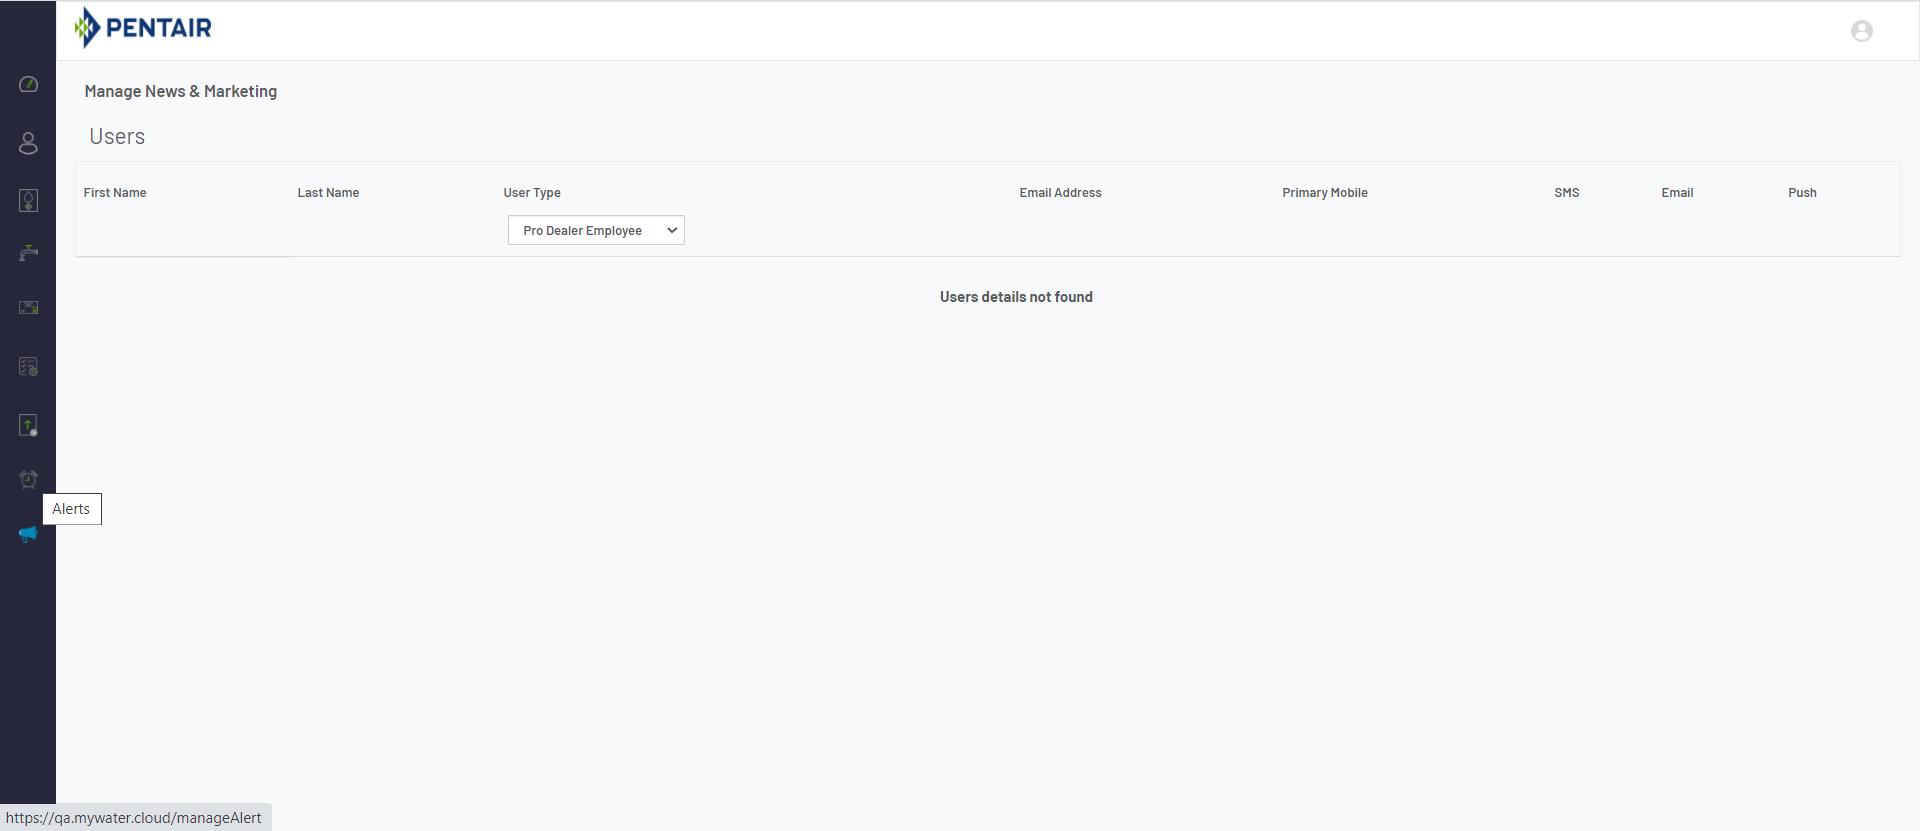 PENTAIR
Manage News & Marketing
Users
First Name Last Name User Type Email Address Primary Mobile SMS Email Push
Pro Dealer Employee
Users details not found
Alerts
https://qa.mywater.cloud/manageAlert